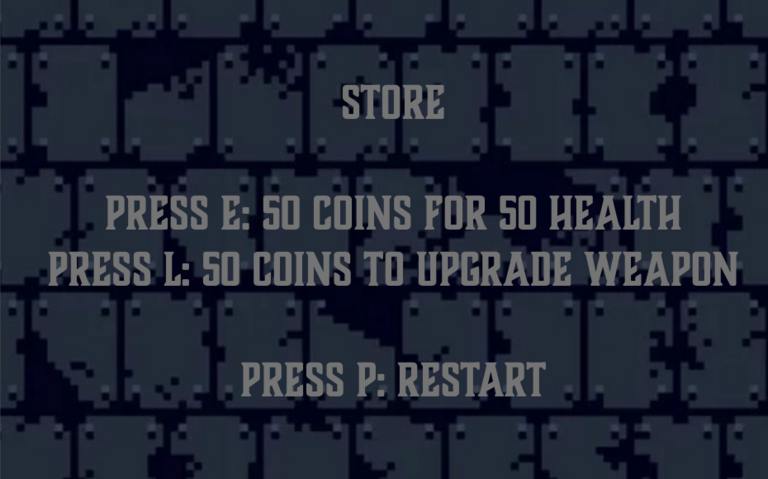 STORE
PRESS E: 50 COINS FOR 50 HEALTH
PRESS L: 50 COINS TO UPGRADE WEAPON
PRESS P: RESTART